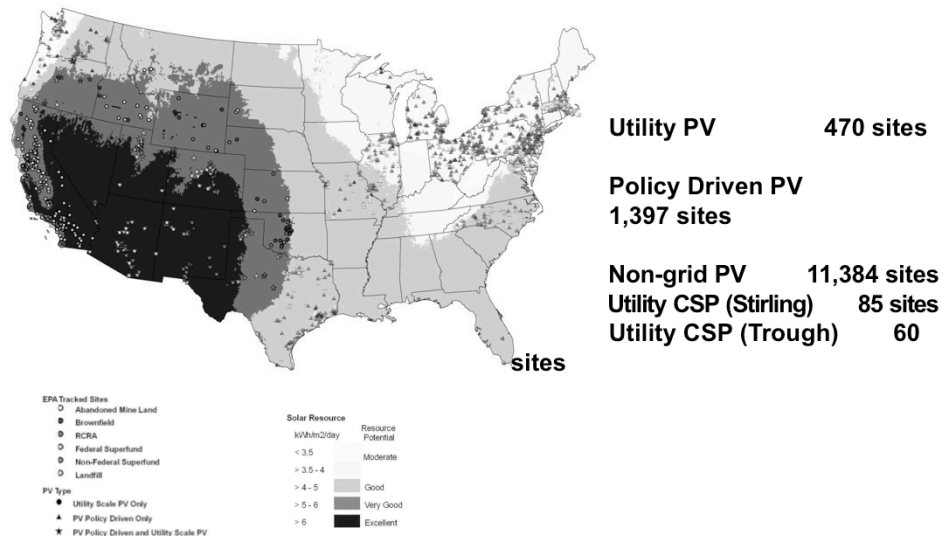 Utility PV 470 sites
Policy Driven PV
1,397 sites
Non-grid PV 11,384 sites
Utility CSP (Stirling) 85 sites
Utility CSP (Trough) 60
sites
EPA Tracked Sites
Abandoned Mine Land
Brownfield
RCRA
Federal Superfund
Non-Federal Superfund
Landfill
PV Type
Utility Scale PV Only
PV Policy Driven Only
PV Policy Driven and Utility Scale PV
Solar Resource
kWh/m2/day Resource Potential
< 3.5
Moderate
> 3.5 - 4
> 4 - 5 Good
> 5 - 6 Very Good
> 6 Excellent